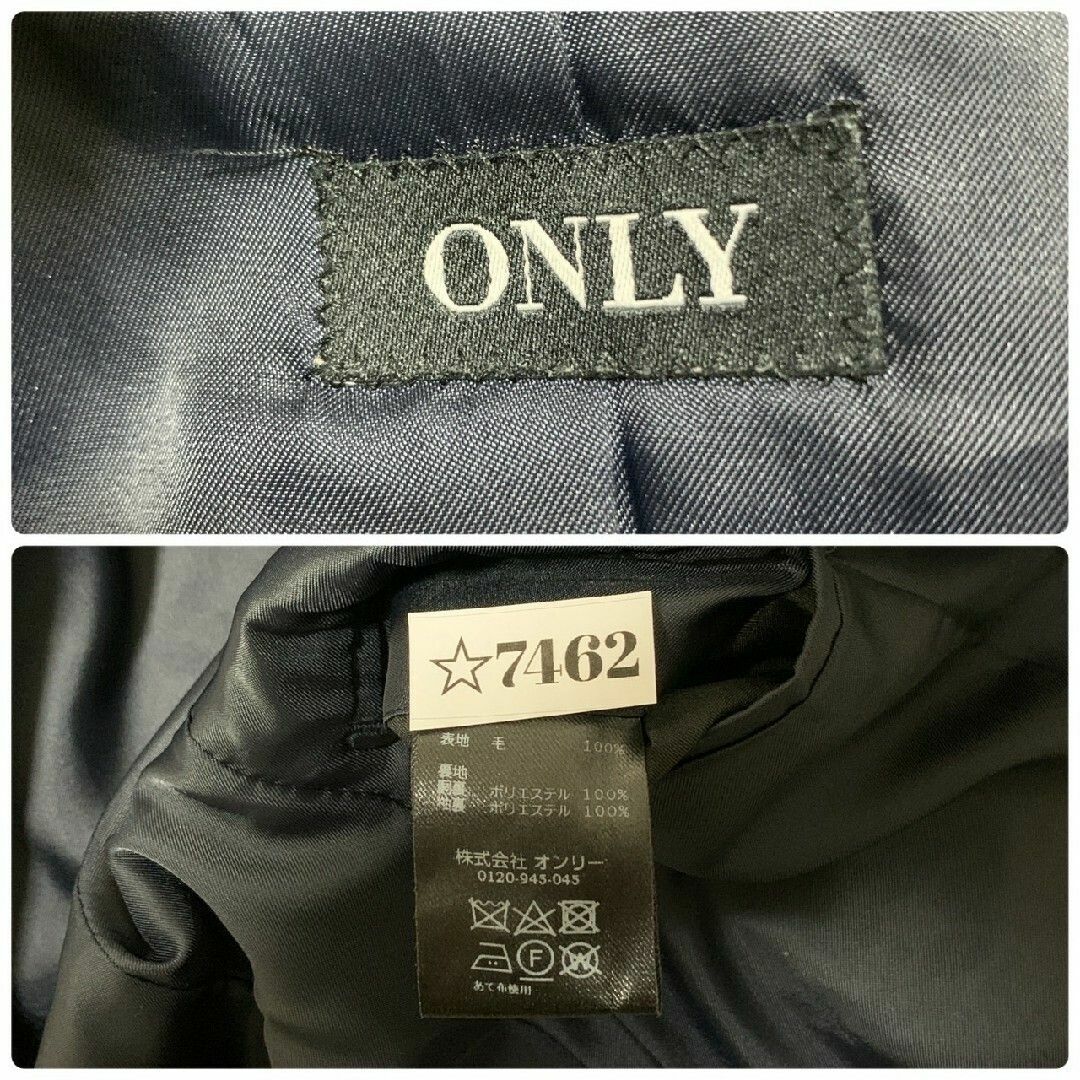 ONLY
☆7462
表地 毛 100%
裏地
胴裏 ポリエステル 100%
袖裏 ポリエステル 100%
株式会社 オンリー
0120-945-045
F
W
あて布使用